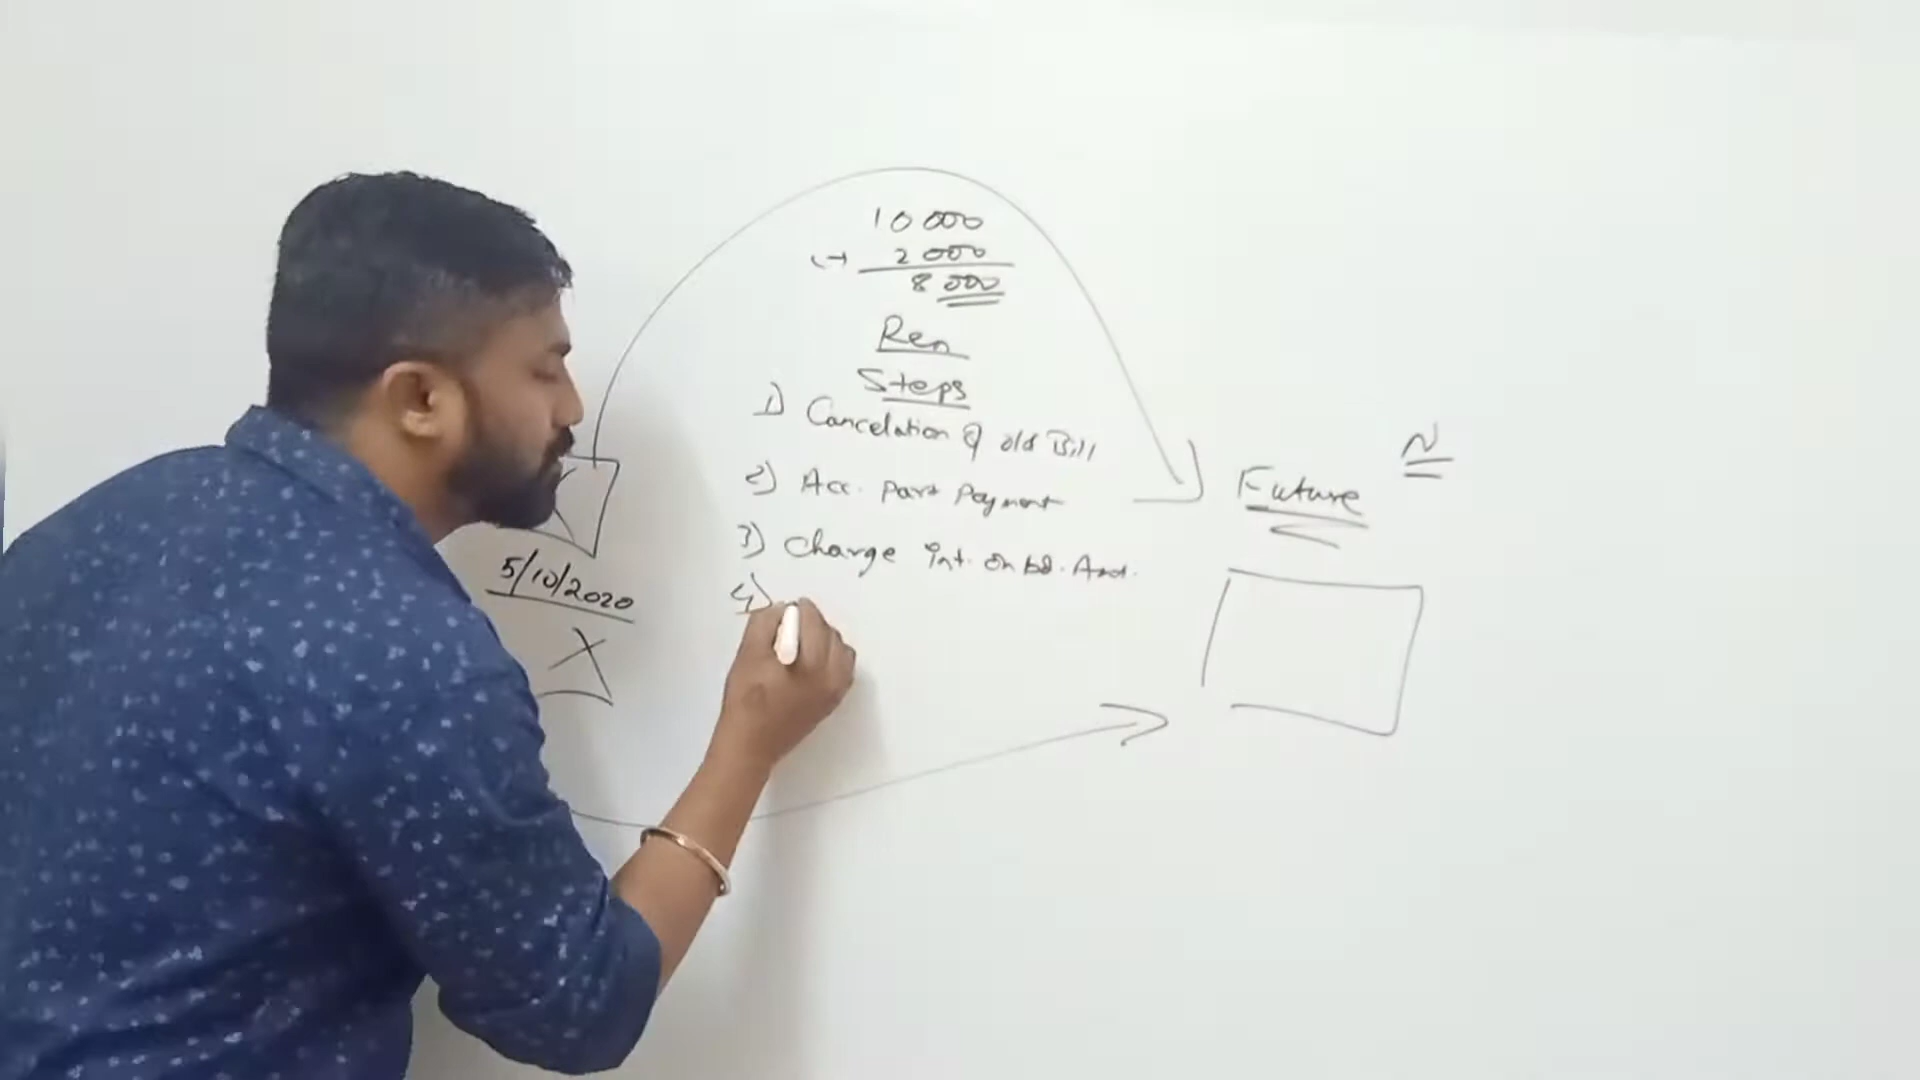 10000
(-) 2000
8000
Ren
Steps
1) Cancelation of old Bill
2) Acc. part payment
3) Charge int. on bd. Amt.
4)
5/10/2020
Future
N